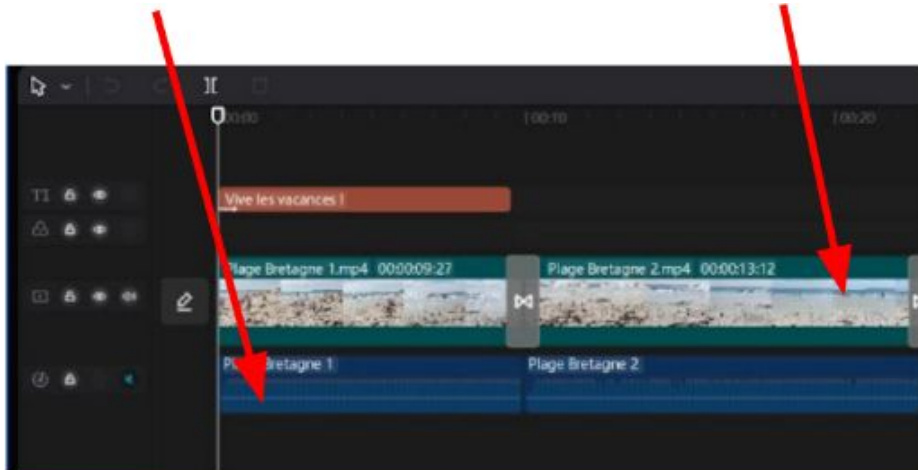 00:00
00:10
00:20
TI
Vive les vacances !
Plage Bretagne 1.mp4 00:00:09:27
Plage Bretagne 2.mp4 00:00:13:12
Bretagne 1
Plage Bretagne 2